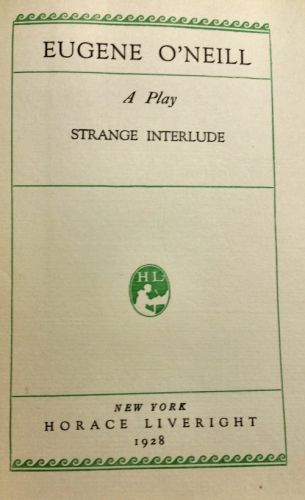 EUGENE O'NEILL
A Play
STRANGE INTERLUDE
HL
NEW YORK
HORACE LIVERIGHT
1928